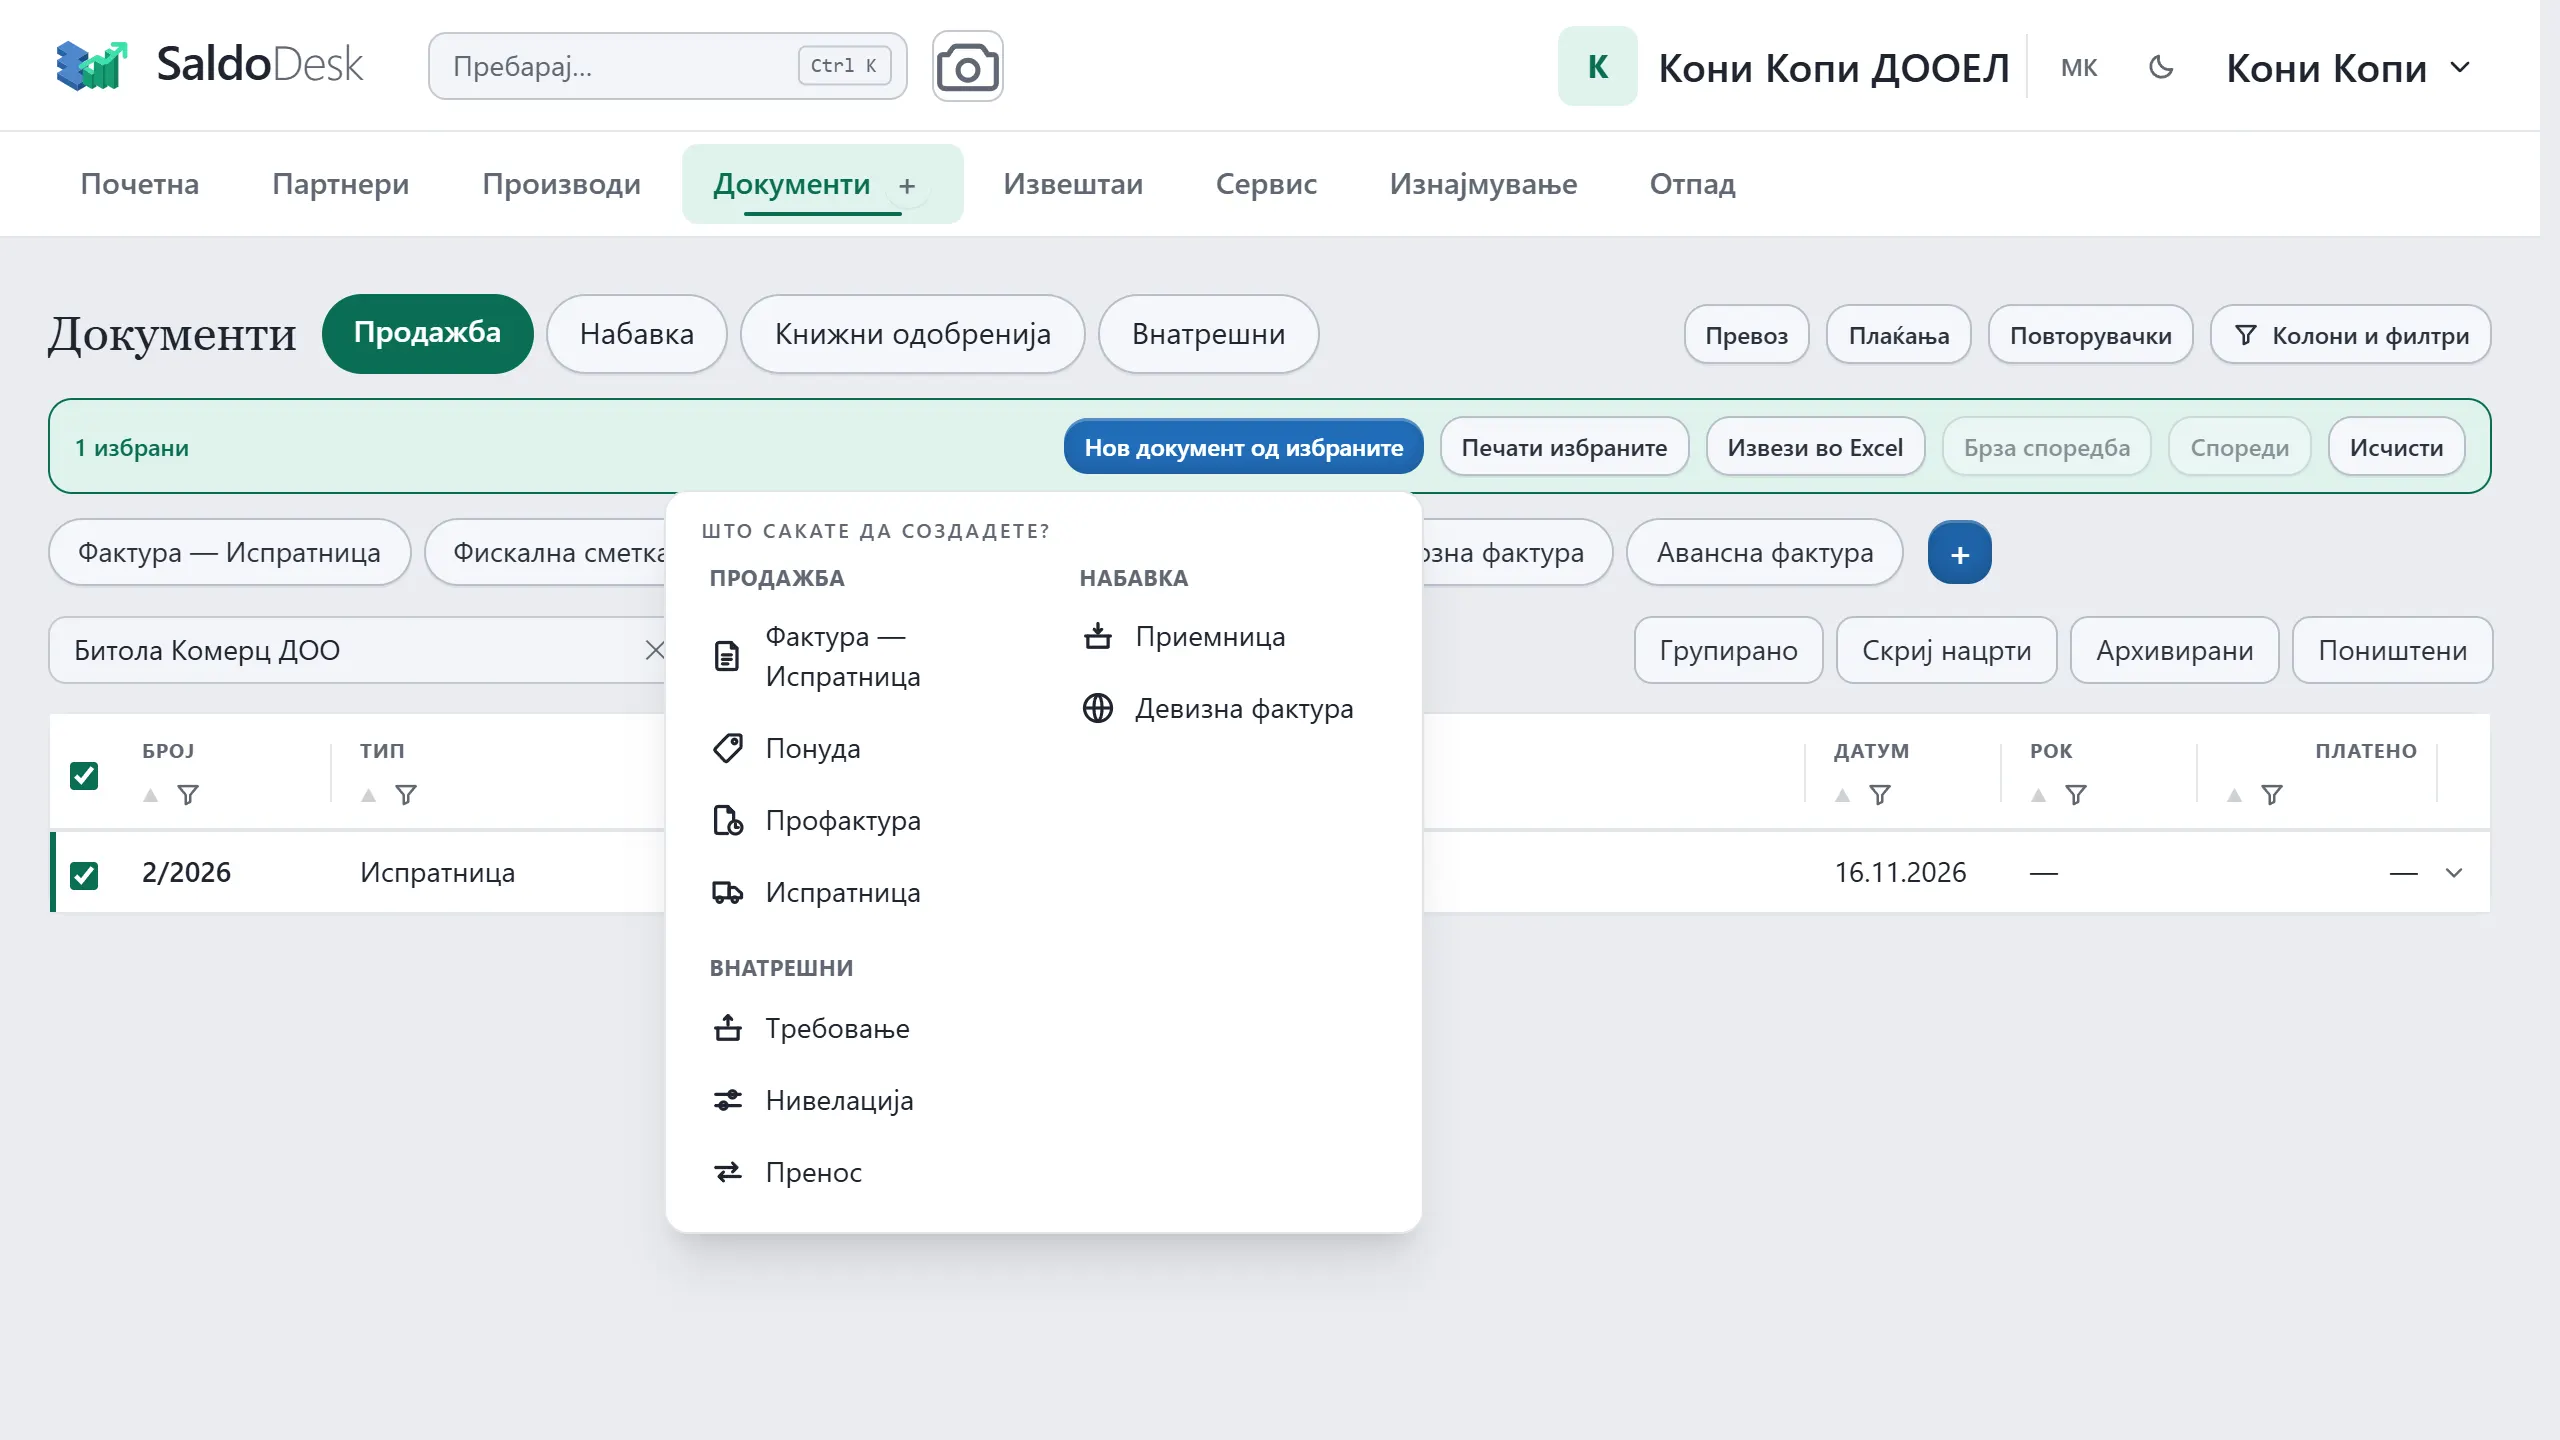 SaldoDesk
Пребарај...
Ctrl K
К
Кони Копи ДООЕЛ
МК
Кони Копи
Почетна
Партнери
Производи
Документи +
Извештаи
Сервис
Изнајмување
Отпад
Документи
Продажба
Набавка
Книжни одобренија
Внатрешни
Превоз
Плаќања
Повторувачки
Колони и филтри
1 избрани
Нов документ од избраните
Печати избраните
Извези во Excel
Брза споредба
Спореди
Исчисти
Фактура — Испратница
Фискална сметка
фактура
Авансна фактура
+
ШТО САКАТЕ ДА СОЗДАДЕТЕ?
ПРОДАЖБА
Фактура —
Испратница
Понуда
Профактура
Испратница
ВНАТРЕШНИ
Требовање
Нивелација
Пренос
НАБАВКА
Приемница
Девизна фактура
Битола Комерц ДОО
Групирано
Скриј нацрти
Архивирани
Поништени
БРОЈ
ТИП
ДАТУМ
РОК
ПЛАТЕНО
2/2026
Испратница
16.11.2026
—
—